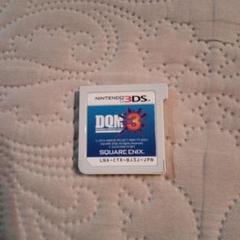 NINTENDO 3DS
DQM 3
SQUARE ENIX
LNA-CTR-BJ3J-JPN